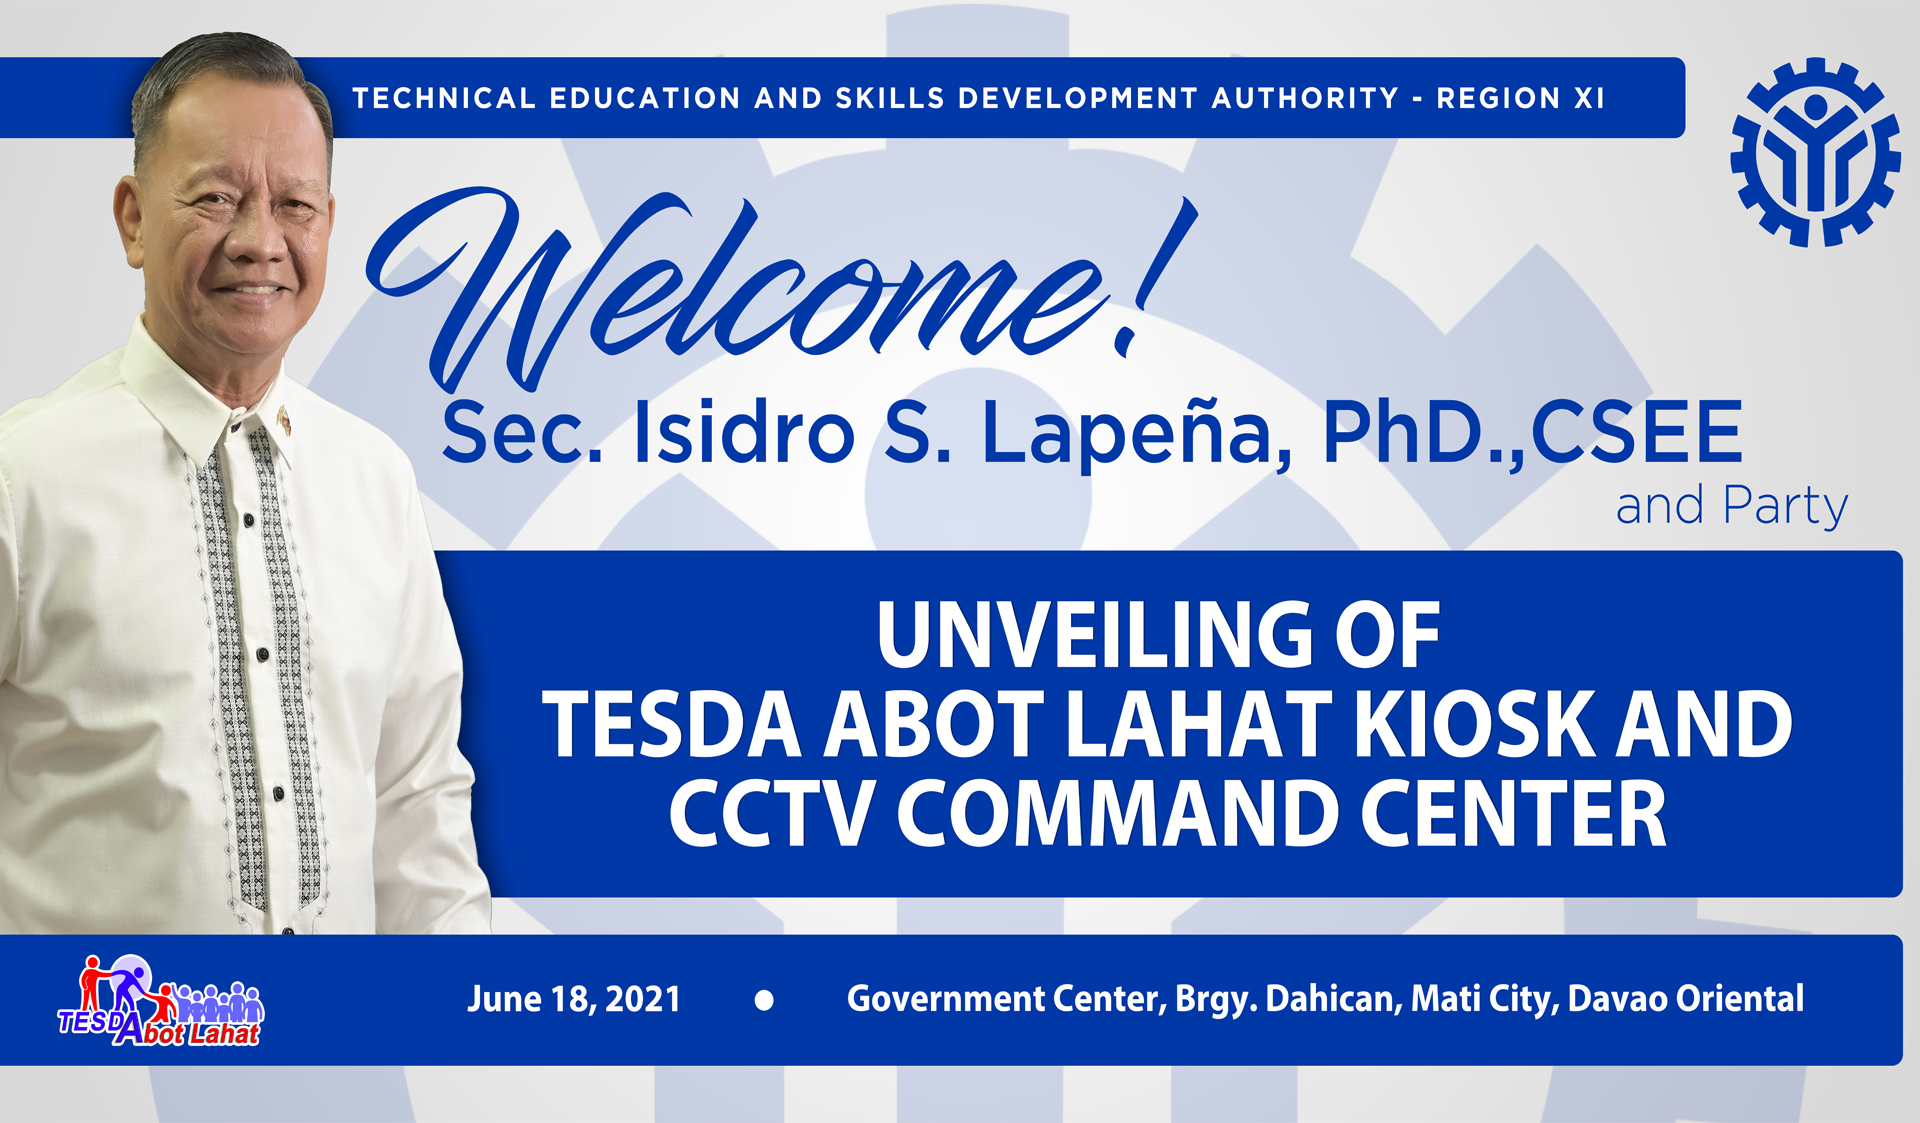 TECHNICAL EDUCATION AND SKILLS DEVELOPMENT AUTHORITY - REGION XI
Welcome!
Sec. Isidro S. Lapeña, PhD.,CSEE
and Party
UNVEILING OF
TESDA ABOT LAHAT KIOSK AND
CCTV COMMAND CENTER
TESDAbot Lahat
June 18, 2021 ● Government Center, Brgy. Dahican, Mati City, Davao Oriental